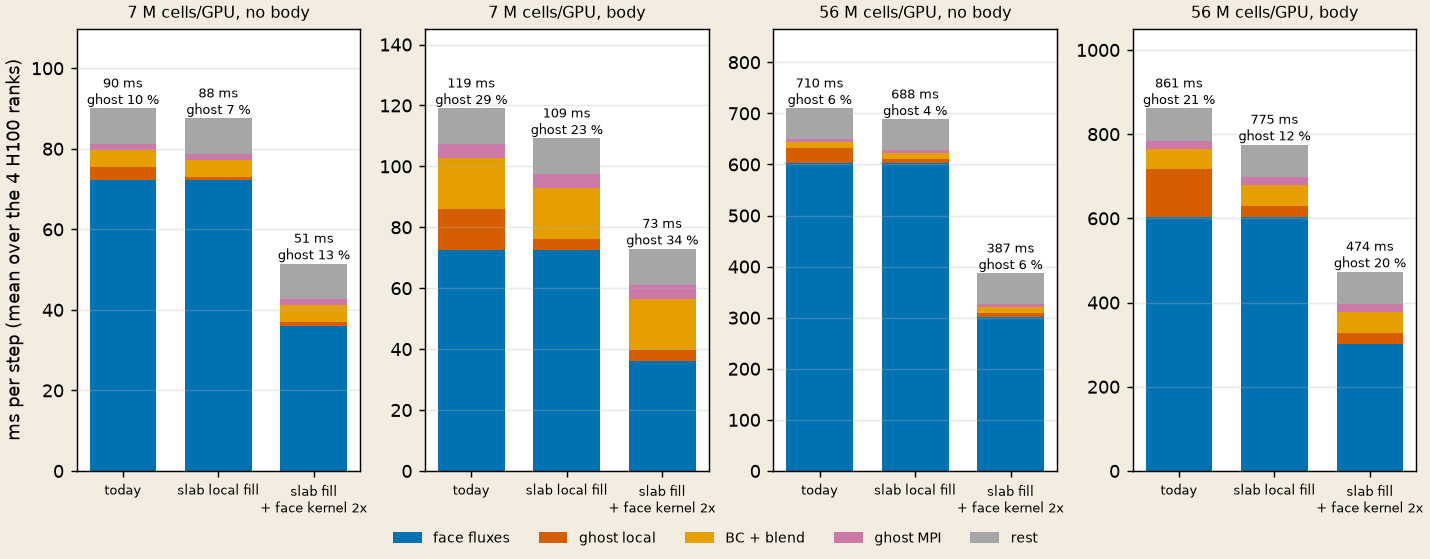 7 M cells/GPU, no body
7 M cells/GPU, body
56 M cells/GPU, no body
56 M cells/GPU, body
ms per step (mean over the 4 H100 ranks)
100
80
60
40
20
0
90 ms
ghost 10 %
88 ms
ghost 7 %
51 ms
ghost 13 %
today
slab local fill
slab fill
+ face kernel 2x
140
120
100
80
60
40
20
0
119 ms
ghost 29 %
109 ms
ghost 23 %
73 ms
ghost 34 %
today
slab local fill
slab fill
+ face kernel 2x
800
700
600
500
400
300
200
100
0
710 ms
ghost 6 %
688 ms
ghost 4 %
387 ms
ghost 6 %
today
slab local fill
slab fill
+ face kernel 2x
1000
800
600
400
200
0
861 ms
ghost 21 %
775 ms
ghost 12 %
474 ms
ghost 20 %
today
slab local fill
slab fill
+ face kernel 2x
face fluxes
ghost local
BC + blend
ghost MPI
rest